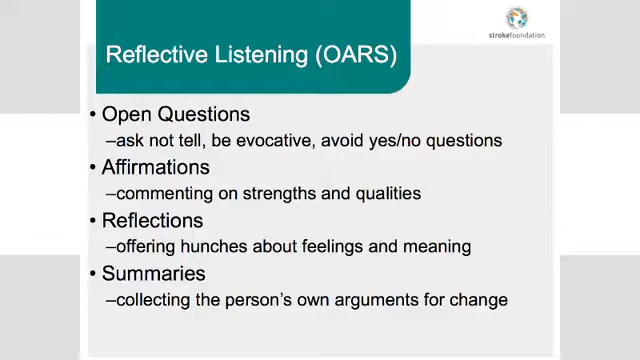 strokefoundation
Reflective Listening (OARS)
• Open Questions
–ask not tell, be evocative, avoid yes/no questions
• Affirmations
–commenting on strengths and qualities
• Reflections
–offering hunches about feelings and meaning
• Summaries
–collecting the person's own arguments for change